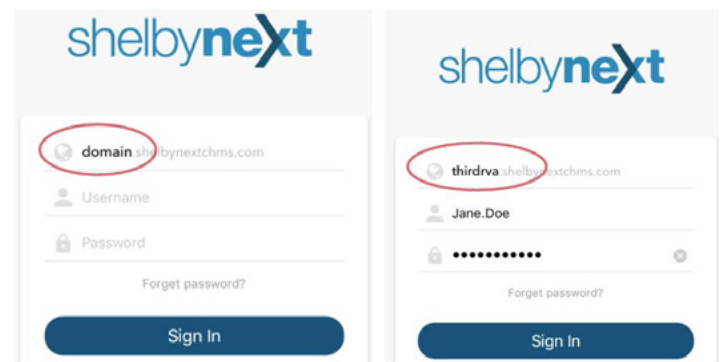 shelbynext
domain.shelbynextchms.com
Username
Password
Forget password?
Sign In
shelbynext
thirdrva.shelbynextchms.com
Jane.Doe
•••••••••••
Forget password?
Sign In